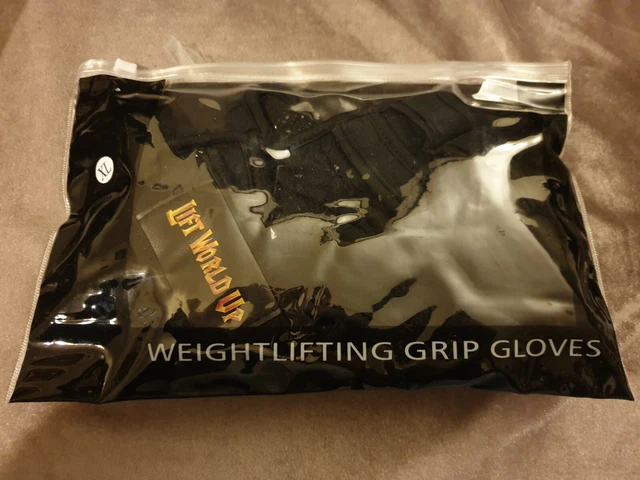 XL
LIFT WORLD UP
WEIGHTLIFTING GRIP GLOVES